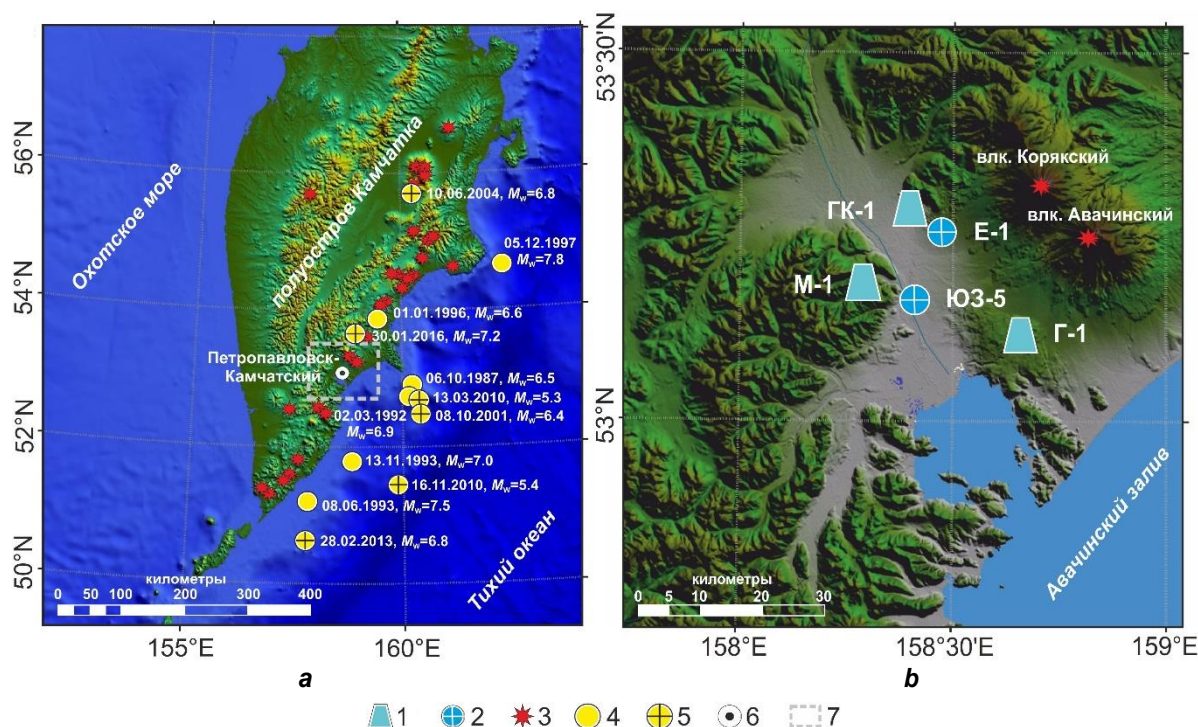 56°N
54°N
52°N
50°N
155°E
160°E
Охотское море
полуостров Камчатка
10.06.2004, Mw=6.8
05.12.1997
Mw=7.8
01.01.1996, Mw=6.6
30.01.2016, Mw=7.2
Петропавловск-
Камчатский
06.10.1987, Mw=6.5
13.03.2010, Mw=5.3
02.03.1992
Mw=6.9
08.10.2001, Mw=6.4
13.11.1993, Mw=7.0
16.11.2010, Mw=5.4
08.06.1993, Mw=7.5
28.02.2013, Mw=6.8
Тихий океан
километры
0 50 100 200 300 400
a
53°30'N
53°N
158°E
158°30'E
159°E
влк. Корякский
влк. Авачинский
ГК-1
Е-1
М-1
ЮЗ-5
Г-1
Авачинский залив
километры
0 5 10 20 30
b
1 2 3 4 5 6 7